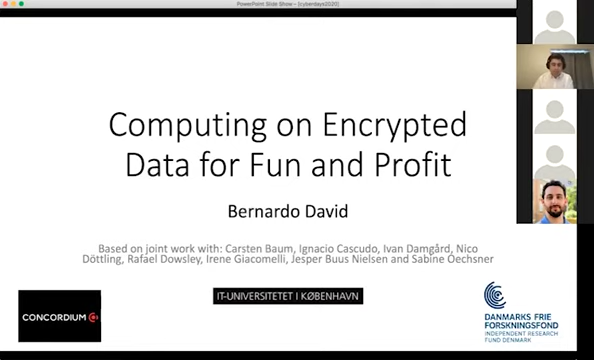 PowerPoint Slide Show - [cyberdays2020]
Computing on Encrypted
Data for Fun and Profit
Bernardo David
Based on joint work with: Carsten Baum, Ignacio Cascudo, Ivan Damgård, Nico
Döttling, Rafael Dowsley, Irene Giacomelli, Jesper Buus Nielsen and Sabine Oechsner
CONCORDIUM
IT-UNIVERSITETET I KØBENHAVN
DANMARKS FRIE
FORSKNINGSFOND
INDEPENDENT RESEARCH
FUND DENMARK